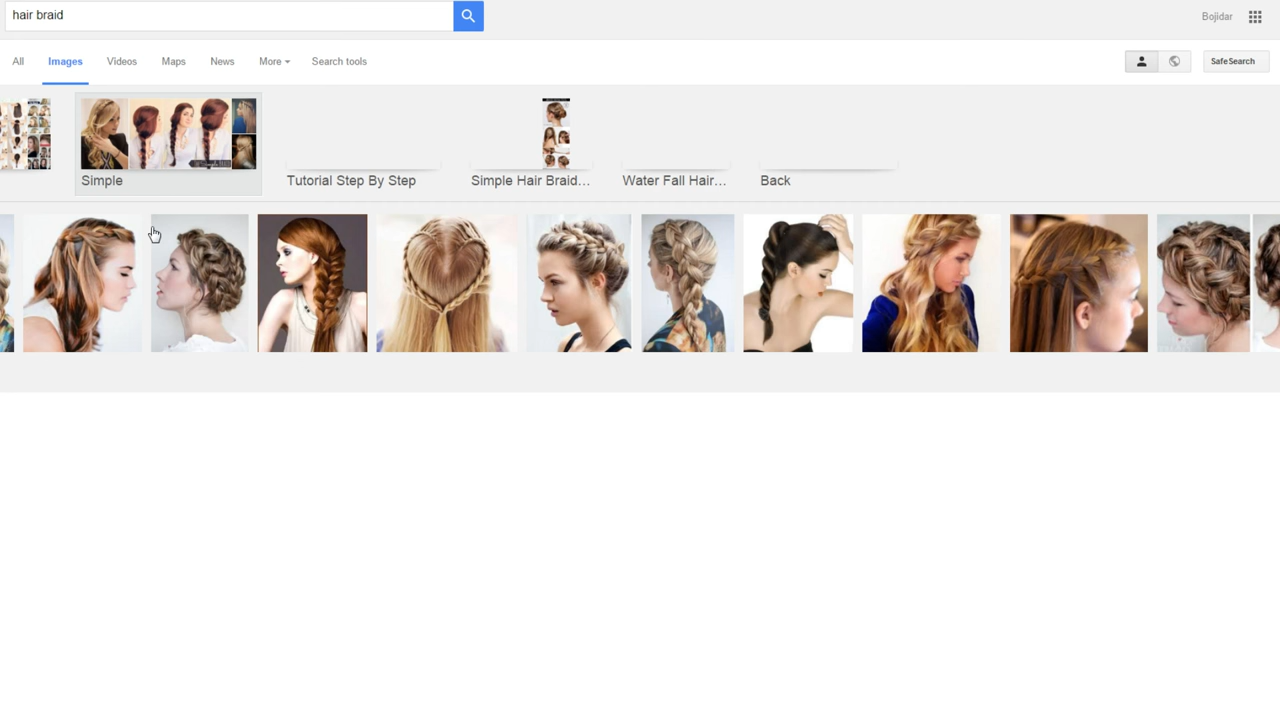 hair braid
Bojidar
All Images Videos Maps News More Search tools
SafeSearch
Simple Tutorial Step By Step Simple Hair Braid... Water Fall Hair... Back